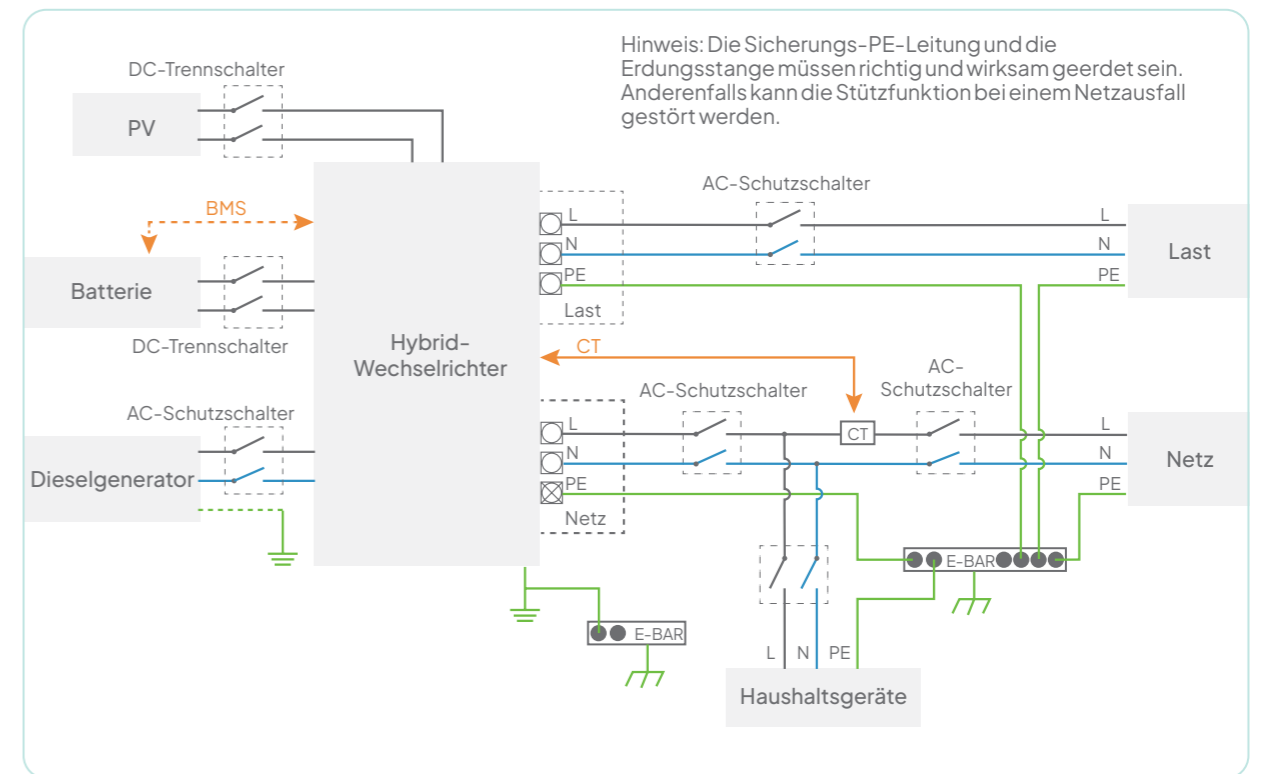 Hinweis: Die Sicherungs-PE-Leitung und die
Erdungsstange müssen richtig und wirksam geerdet sein.
Anderenfalls kann die Stützfunktion bei einem Netzausfall
gestört werden.
DC-Trennschalter
PV
BMS
Batterie
DC-Trennschalter
AC-Schutzschalter
Dieselgenerator
Hybrid-
Wechselrichter
L
N
PE
Last
AC-Schutzschalter
L
N
PE
Last
CT
L
N
PE
Netz
AC-Schutzschalter
CT
AC-
Schutzschalter
L
N
PE
Netz
E-BAR
E-BAR
L N PE
Haushaltsgeräte